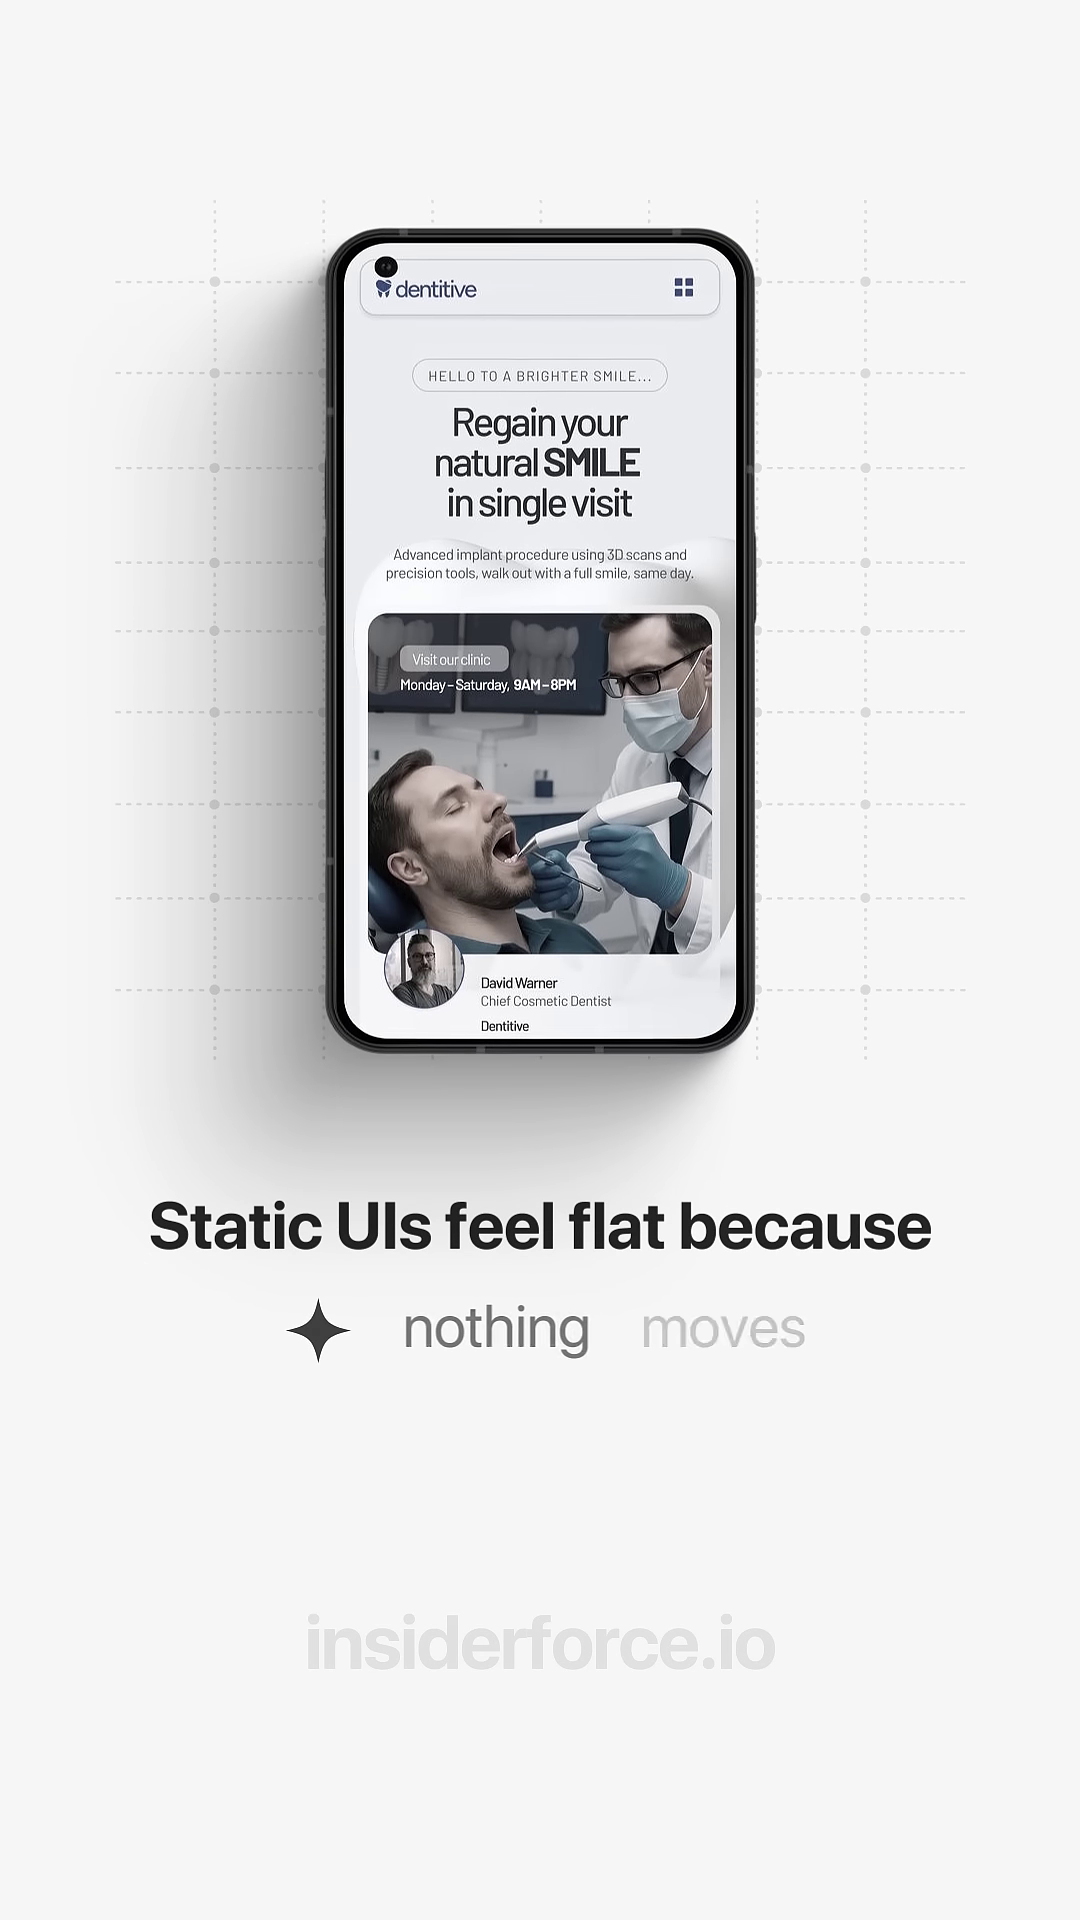 dentitive
HELLO TO A BRIGHTER SMILE...
Regain your
natural SMILE
in single visit
Advanced implant procedure using 3D scans and
precision tools, walk out with a full smile, same day.
Visit our clinic
Monday – Saturday, 9AM – 8PM
David Warner
Chief Cosmetic Dentist
Dentitive
Static UIs feel flat because
nothing moves
insiderforce.io